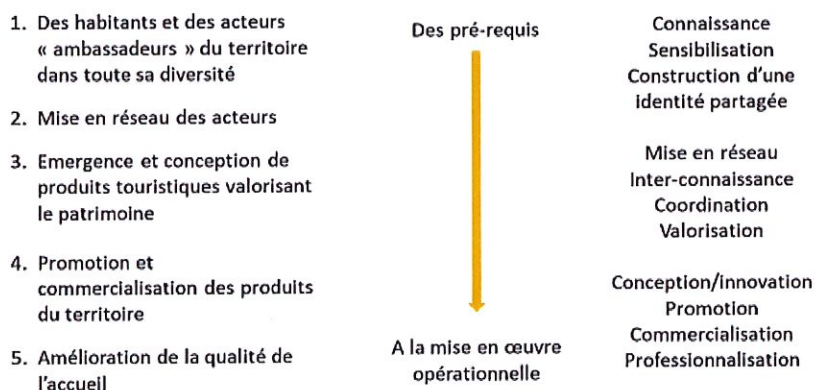 1. Des habitants et des acteurs
« ambassadeurs » du territoire
dans toute sa diversité
2. Mise en réseau des acteurs
3. Emergence et conception de
produits touristiques valorisant
le patrimoine
4. Promotion et
commercialisation des produits
du territoire
5. Amélioration de la qualité de
l'accueil
Des pré-requis
A la mise en œuvre
opérationnelle
Connaissance
Sensibilisation
Construction d'une
identité partagée
Mise en réseau
Inter-connaissance
Coordination
Valorisation
Conception/innovation
Promotion
Commercialisation
Professionnalisation